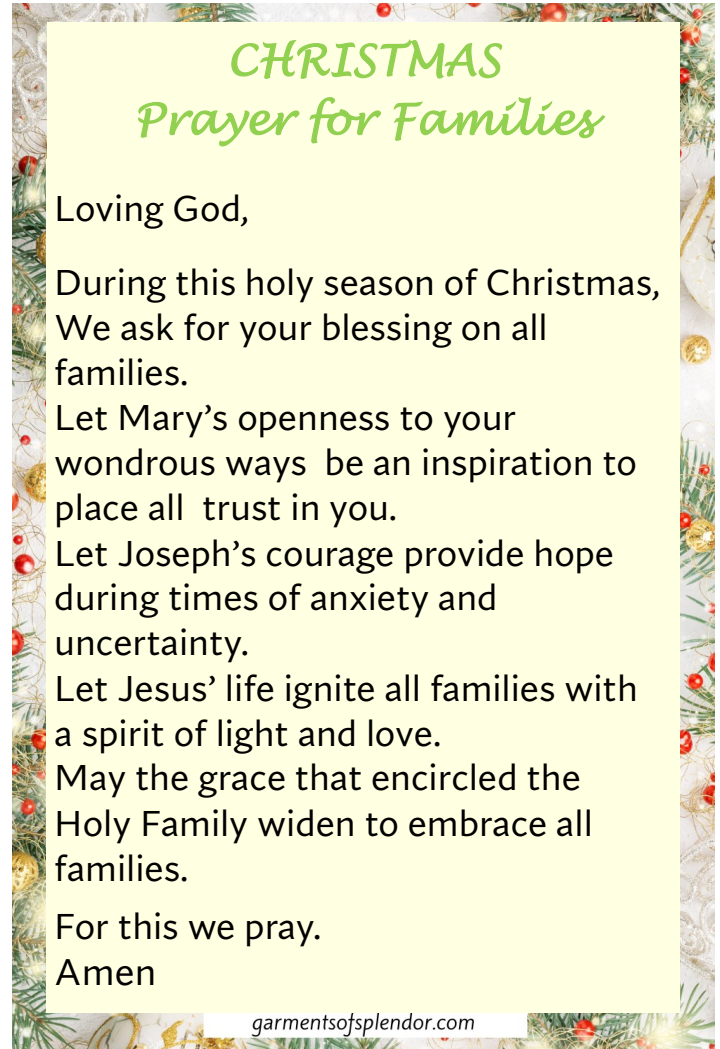 CHRISTMAS
Prayer for Families
Loving God,
During this holy season of Christmas,
We ask for your blessing on all
families.
Let Mary’s openness to your
wondrous ways  be an inspiration to
place all  trust in you.
Let Joseph’s courage provide hope
during times of anxiety and
uncertainty.
Let Jesus’ life ignite all families with
a spirit of light and love.
May the grace that encircled the
Holy Family widen to embrace all
families.
For this we pray.
Amen
garmentsofsplendor.com